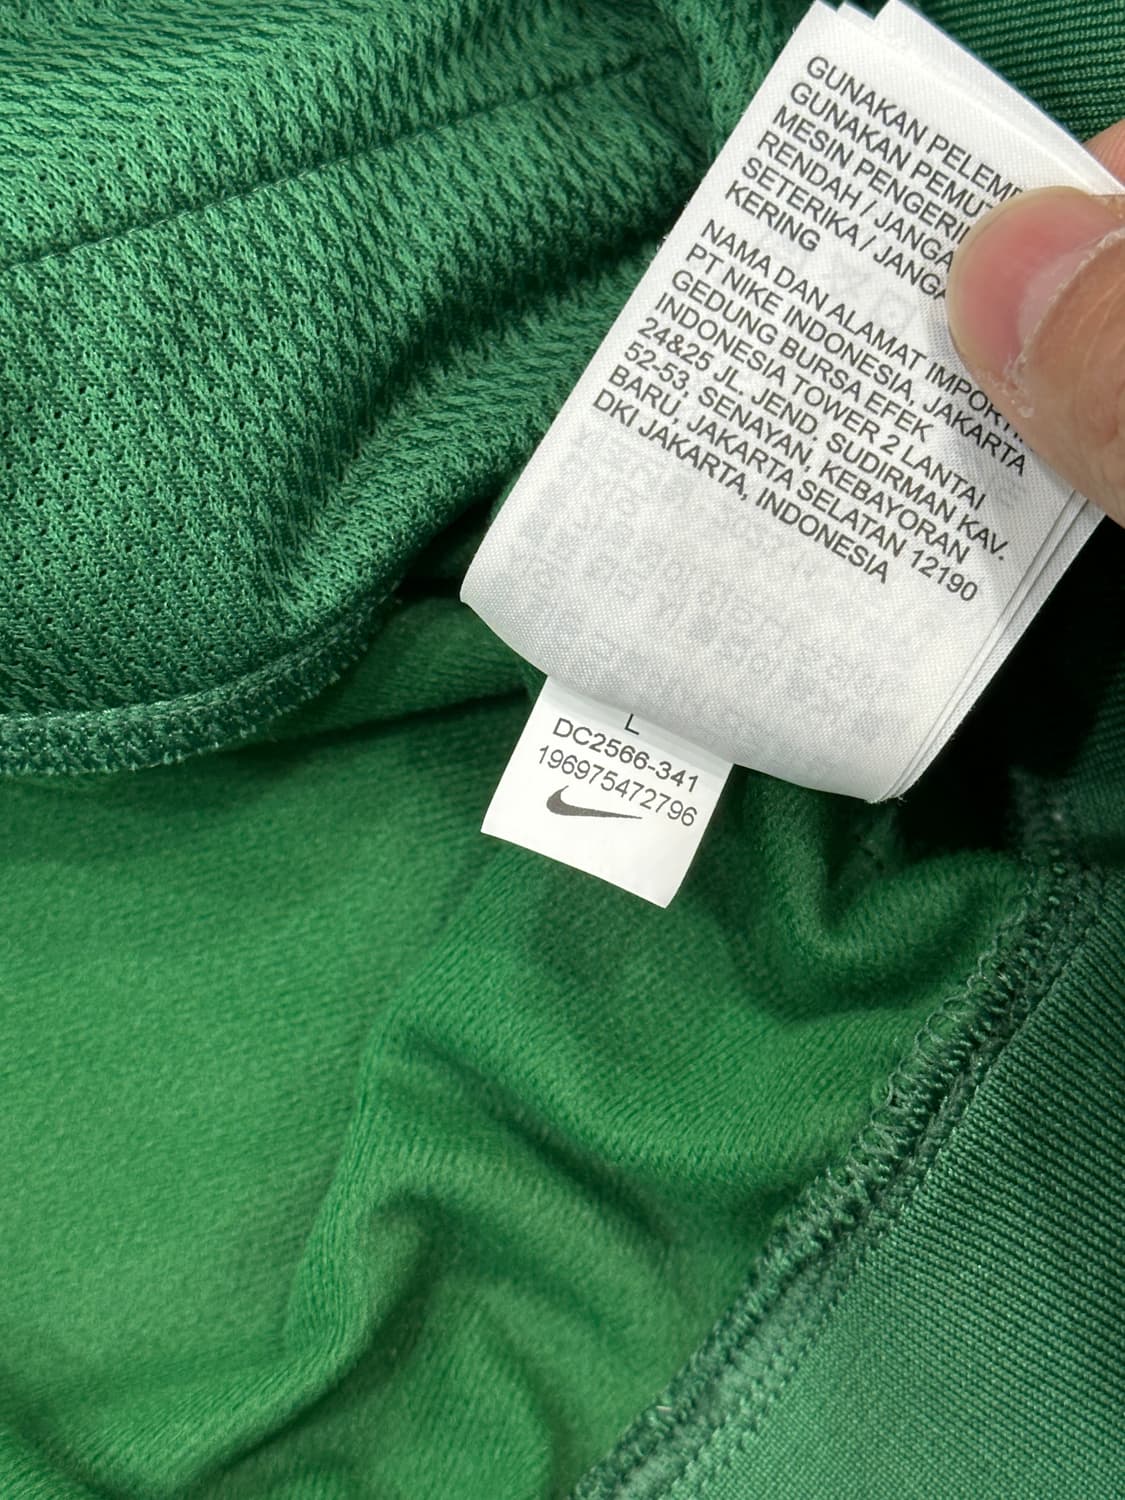 GUNAKAN
GUNAKAN
MESIN PENGERI
RENDAH / JANGA
SETERIKA / JANGA
KERING
NAMA DAN ALAMAT IMPORT
PT NIKE INDONESIA, JAKARTA
GEDUNG BURSA EFEK
INDONESIA TOWER 2 LANTAI
24&25 JL. JEND. SUDIRMAN KAV.
52-53, SENAYAN, KEBAYORAN
BARU, JAKARTA SELATAN 12190
DKI JAKARTA, INDONESIA
L
DC2566-341
196975472796